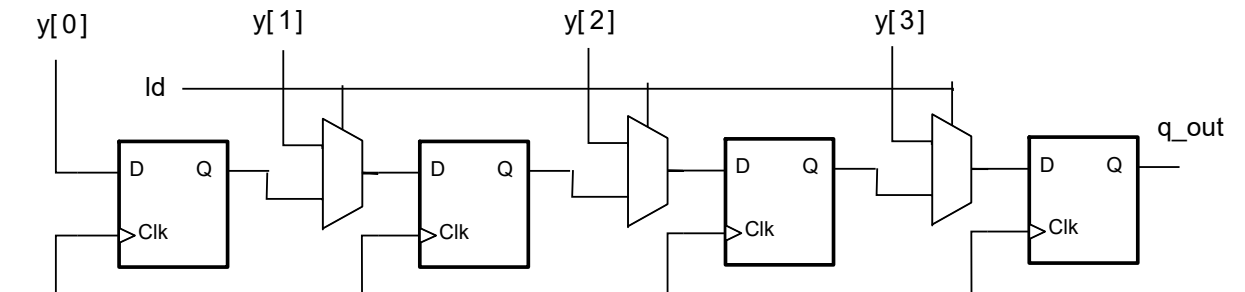 y[0]
y[1]
y[2]
y[3]
ld
q_out
D Q
Clk
D Q
Clk
D Q
Clk
D Q
Clk